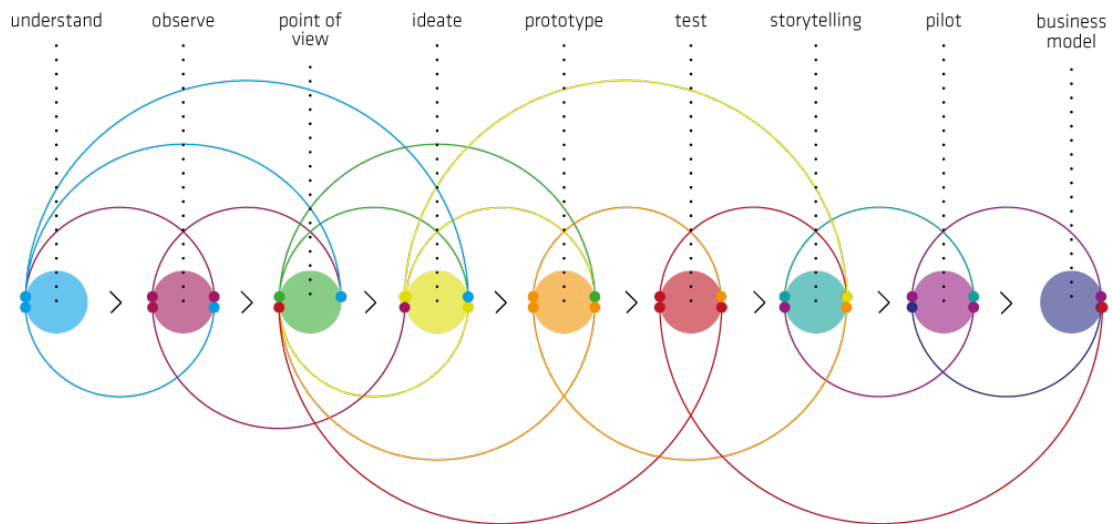 understand
observe
point of
view
ideate
prototype
test
storytelling
pilot
business
model